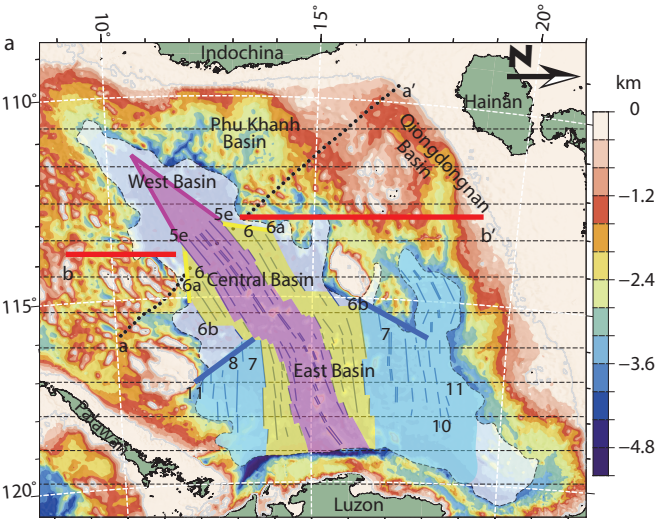 a
10°
15°
20°
N
Indochina
Hainan
km
0
−1.2
−2.4
−3.6
−4.8
110°
115°
120°
a'
Phu Khanh
Basin
Qiongdongnan
Basin
West Basin
5e
6
6a
b'
5e
b
6
6a
Central Basin
6b
6b
7
a
8
7
11
East Basin
11
10
Palawan
Luzon